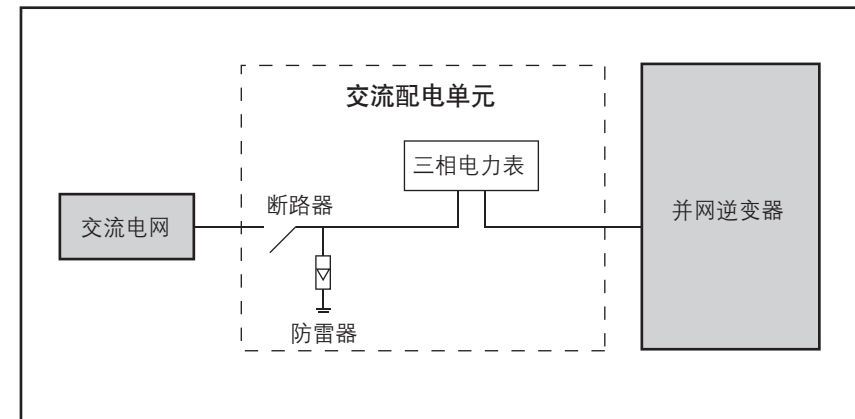 交流配电单元
三相电力表
断路器
交流电网
并网逆变器
防雷器